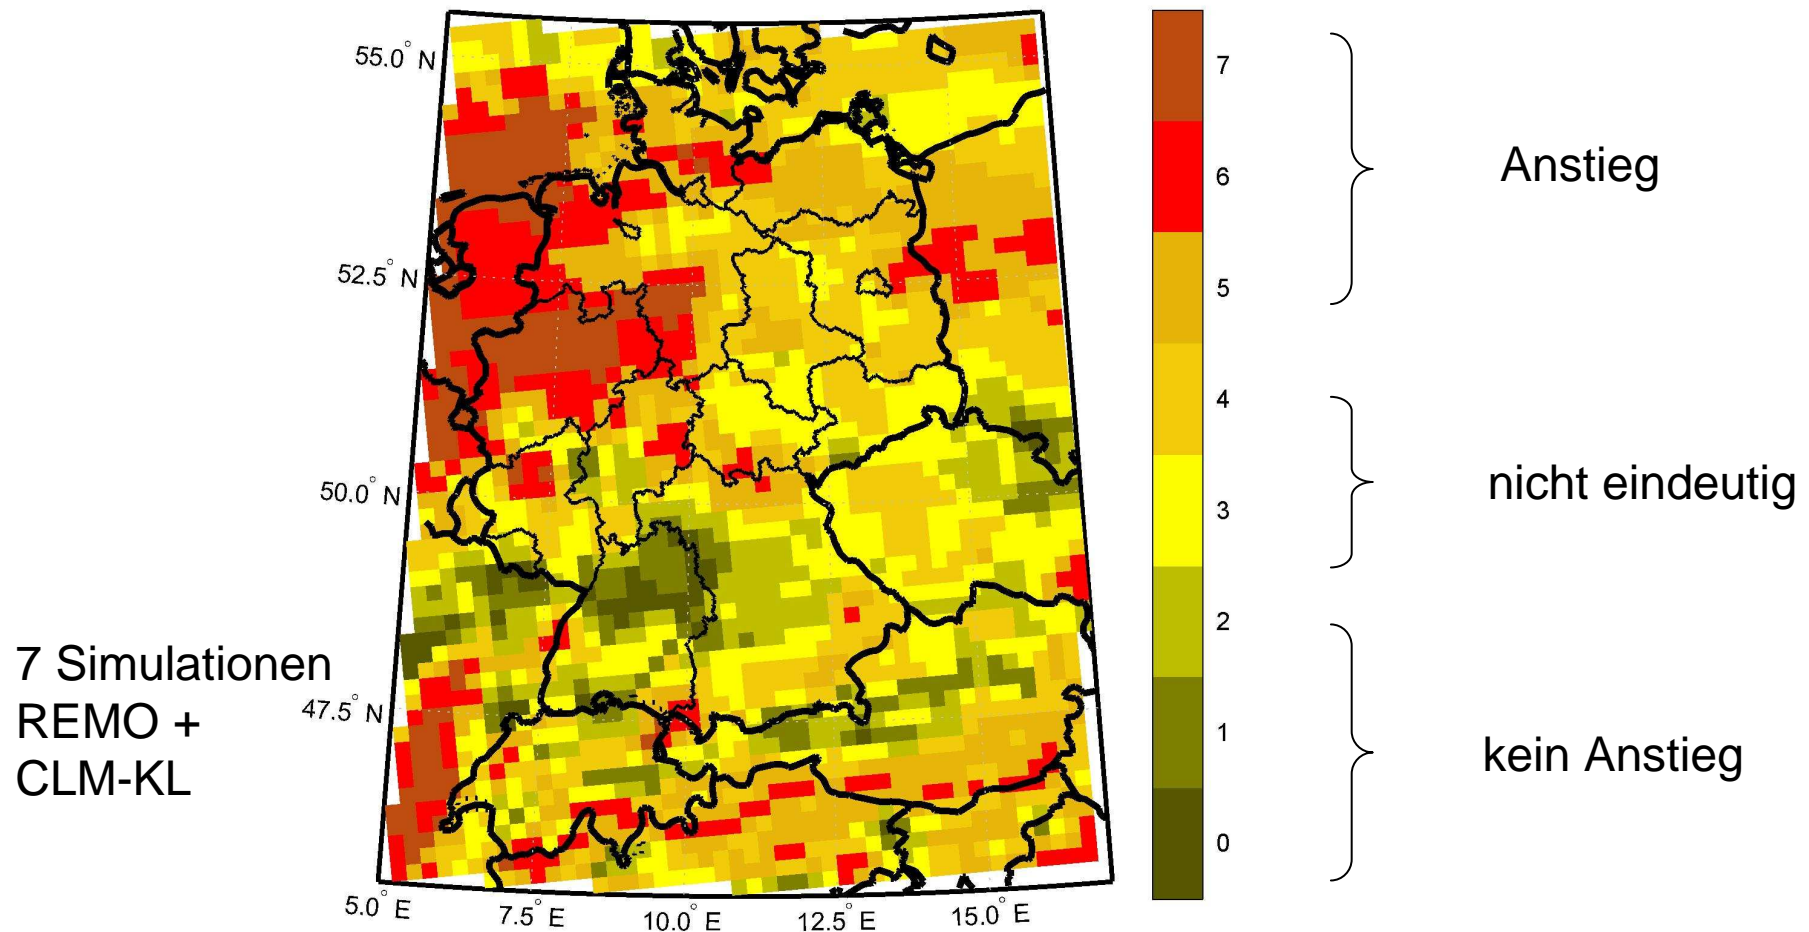 55.0° N
52.5° N
50.0° N
47.5° N
5.0° E
7.5° E
10.0° E
12.5° E
15.0° E
7
6
5
4
3
2
1
0
Anstieg
nicht eindeutig
kein Anstieg
7 Simulationen
REMO +
CLM-KL